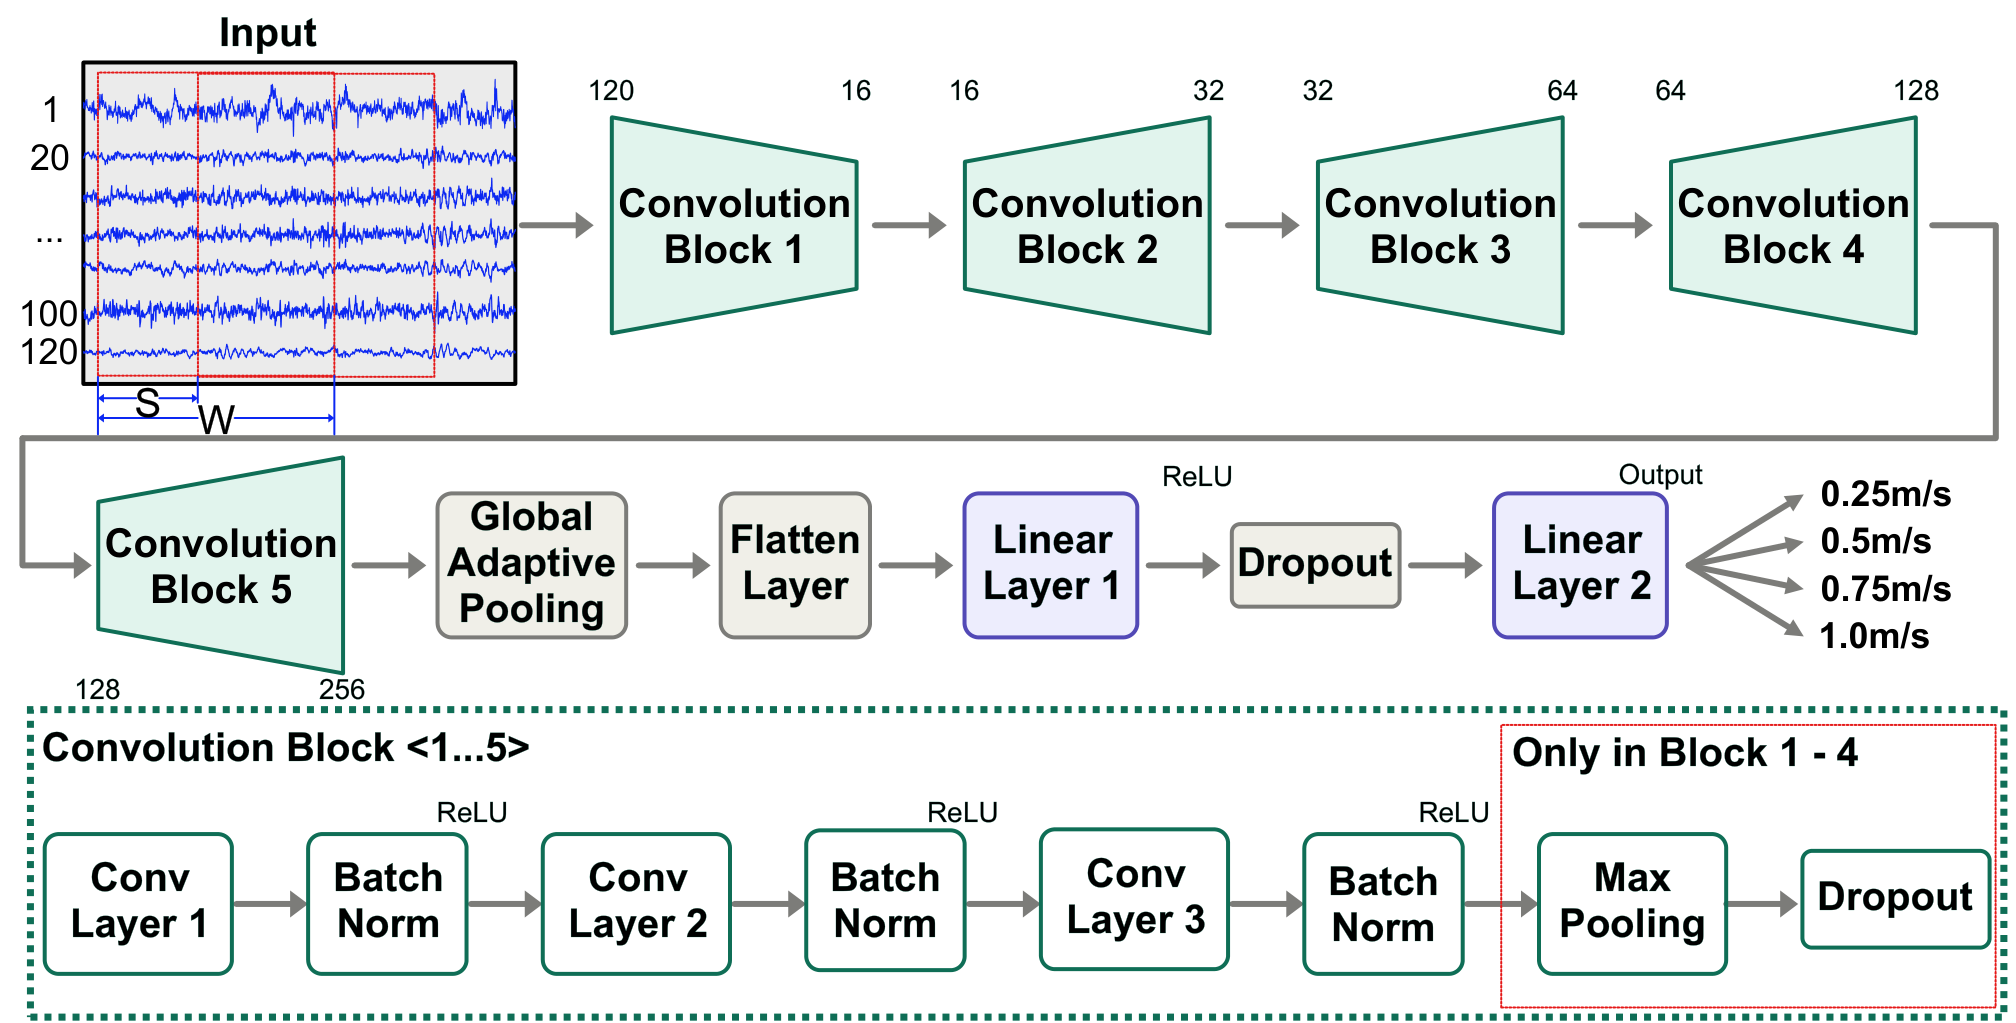 Input
1
20
...
100
120
S
W
120
16
16
32
32
64
64
128
Convolution
Block 1
Convolution
Block 2
Convolution
Block 3
Convolution
Block 4
Convolution
Block 5
128
256
Global
Adaptive
Pooling
Flatten
Layer
Linear
Layer 1
ReLU
Dropout
Linear
Layer 2
Output
0.25m/s
0.5m/s
0.75m/s
1.0m/s
Convolution Block <1...5>
Only in Block 1 - 4
Conv
Layer 1
Batch
Norm
ReLU
Conv
Layer 2
Batch
Norm
ReLU
Conv
Layer 3
Batch
Norm
ReLU
Max
Pooling
Dropout